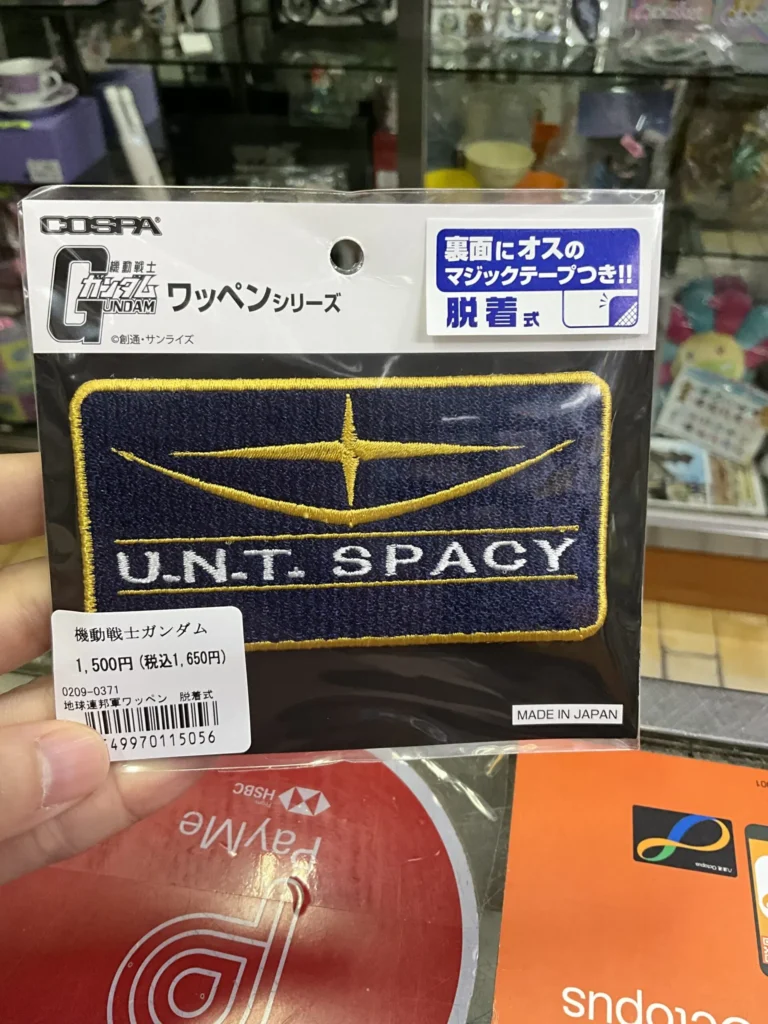 COSPA®
機動戦士
ガンダム
GUNDAM
ワッペンシリーズ
©創通・サンライズ
裏面にオスの
マジックテープつき!!
脱着式
U.N.T. SPACY
機動戦士ガンダム
1,500円(税込1,650円)
0209-0371
地球連邦軍ワッペン 脱着式
49970115056
MADE IN JAPAN
HSBC
PayMe
Octopus